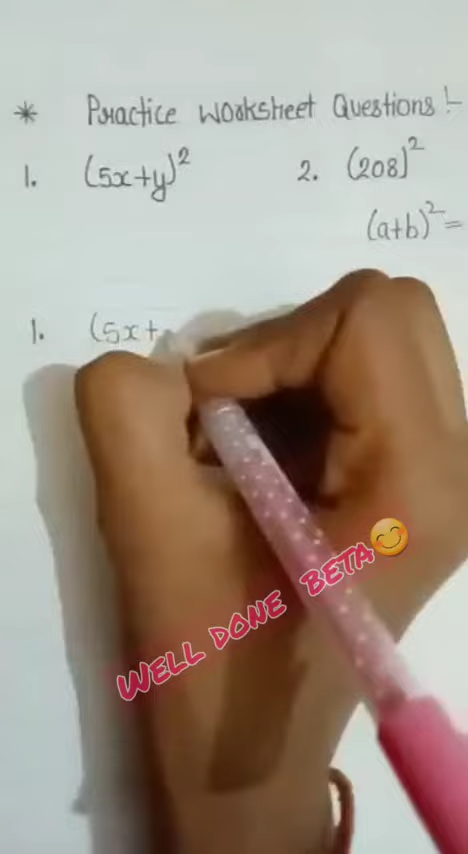 * Practice Worksheet Questions !-
1. (5x+y)² 2. (208)²
(a+b)² =
1. (5x+
WELL DONE BETA😊